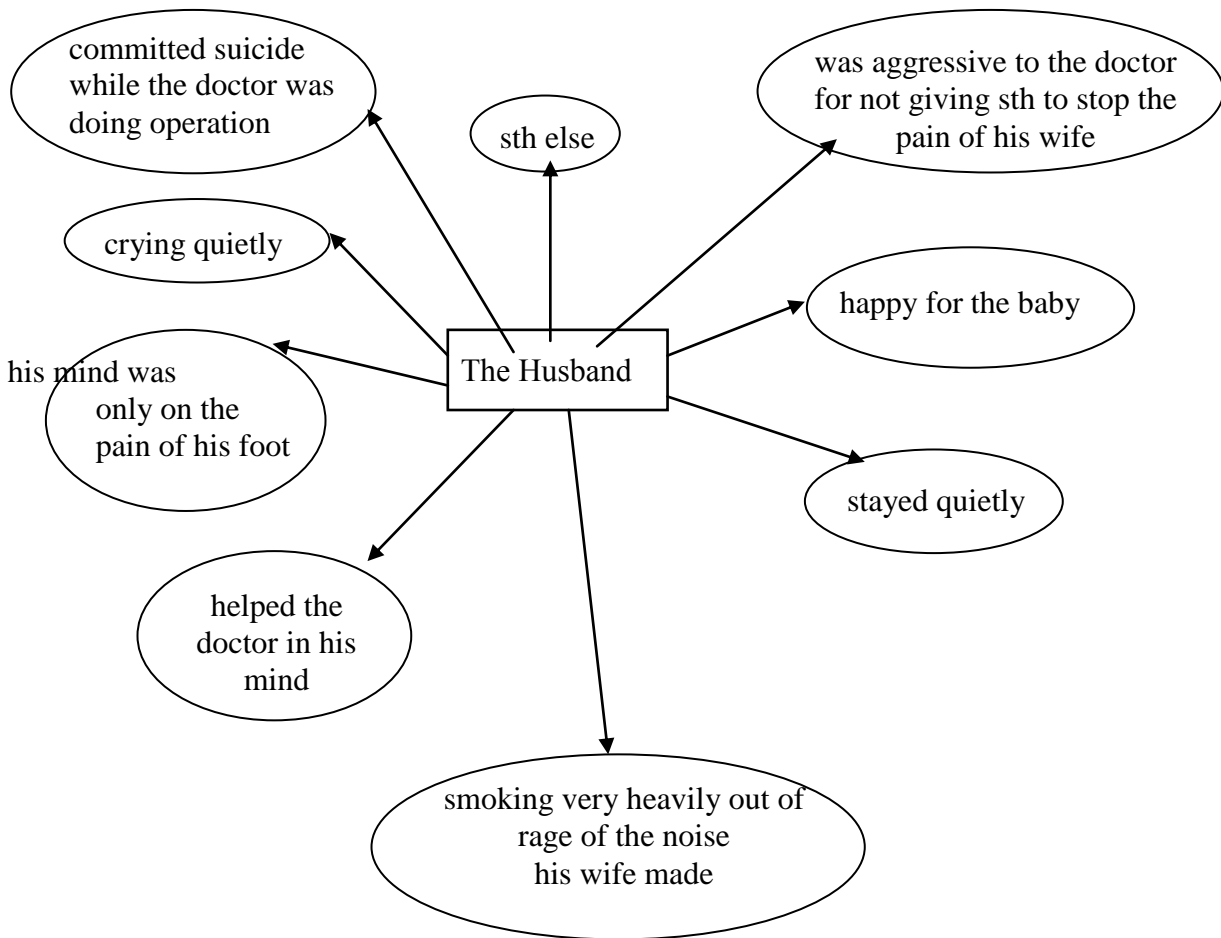 committed suicide
while the doctor was
doing operation
sth else
was aggressive to the doctor
for not giving sth to stop the
pain of his wife
crying quietly
happy for the baby
The Husband
his mind was
only on the
pain of his foot
stayed quietly
helped the
doctor in his
mind
smoking very heavily out of
rage of the noise
his wife made